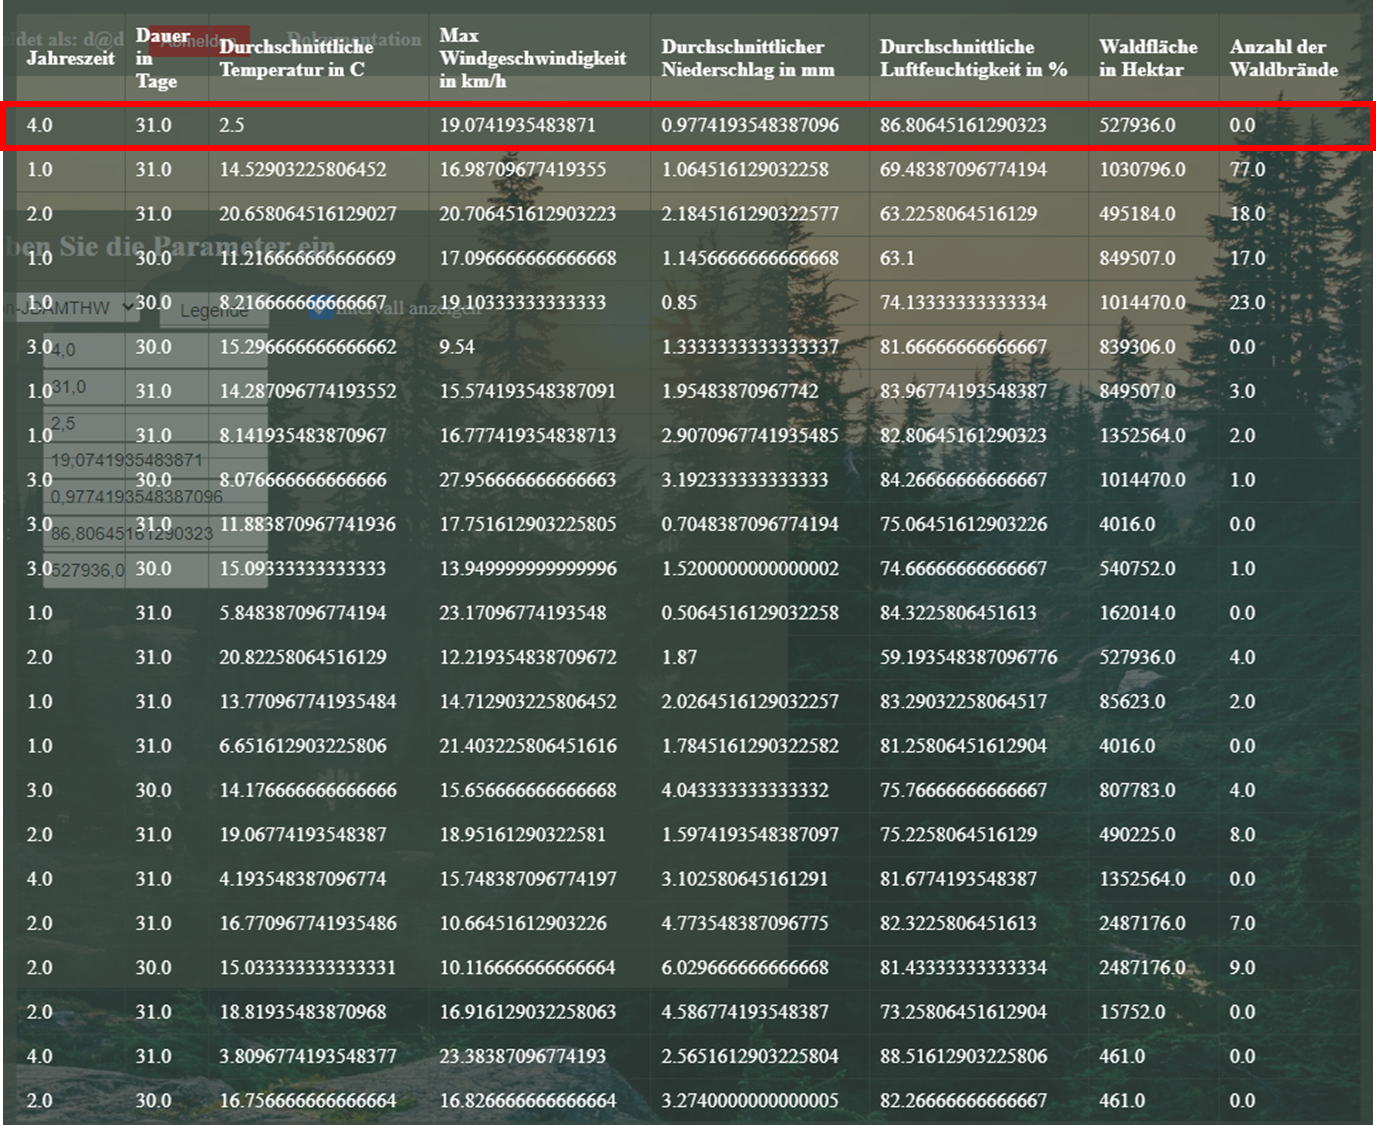 eldet als: d@d Abmelden Dokumentation
Jahreszeit Dauer in Tage Durchschnittliche Temperatur in C Max Windgeschwindigkeit in km/h Durchschnittlicher Niederschlag in mm Durchschnittliche Luftfeuchtigkeit in % Waldfläche in Hektar Anzahl der Waldbrände
4.0 31.0 2.5 19.0741935483871 0.9774193548387096 86.80645161290323 527936.0 0.0
1.0 31.0 14.52903225806452 16.98709677419355 1.064516129032258 69.48387096774194 1030796.0 77.0
2.0 31.0 20.658064516129027 20.706451612903223 2.1845161290322577 63.2258064516129 495184.0 18.0
ben Sie die Parameter ein
1.0 30.0 11.216666666666669 17.096666666666668 1.1456666666666668 63.1 849507.0 17.0
1.0 30.0 8.216666666666667 19.10333333333333 0.85 74.13333333333334 1014470.0 23.0
n-JDAMTHW Legende Intervall anzeigen
3.0 30.0 15.296666666666662 9.54 1.3333333333333337 81.66666666666667 839306.0 0.0
4,0
1.0 31.0 14.287096774193552 15.574193548387091 1.95483870967742 83.96774193548387 849507.0 3.0
31,0
2,5
1.0 31.0 8.141935483870967 16.777419354838713 2.9070967741935485 82.80645161290323 1352564.0 2.0
19,0741935483871
3.0 30.0 8.076666666666666 27.956666666666663 3.192333333333333 84.26666666666667 1014470.0 1.0
0,9774193548387096
3.0 31.0 11.883870967741936 17.751612903225805 0.7048387096774194 75.06451612903226 4016.0 0.0
86,80645161290323
3.0 30.0 15.09333333333333 13.949999999999996 1.5200000000000002 74.66666666666667 540752.0 1.0
527936,0
1.0 31.0 5.848387096774194 23.17096774193548 0.5064516129032258 84.3225806451613 162014.0 0.0
2.0 31.0 20.82258064516129 12.219354838709672 1.87 59.193548387096776 527936.0 4.0
1.0 31.0 13.770967741935484 14.712903225806452 2.0264516129032257 83.29032258064517 85623.0 2.0
1.0 31.0 6.651612903225806 21.403225806451616 1.7845161290322582 81.25806451612904 4016.0 0.0
3.0 30.0 14.176666666666666 15.656666666666668 4.043333333333332 75.76666666666667 807783.0 4.0
2.0 31.0 19.06774193548387 18.95161290322581 1.5974193548387097 75.2258064516129 490225.0 8.0
4.0 31.0 4.193548387096774 15.748387096774197 3.102580645161291 81.6774193548387 1352564.0 0.0
2.0 31.0 16.770967741935486 10.66451612903226 4.773548387096775 82.3225806451613 2487176.0 7.0
2.0 30.0 15.033333333333331 10.116666666666664 6.029666666666668 81.43333333333334 2487176.0 9.0
2.0 31.0 18.81935483870968 16.916129032258063 4.586774193548387 73.25806451612904 15752.0 0.0
4.0 31.0 3.8096774193548377 23.38387096774193 2.5651612903225804 88.51612903225806 461.0 0.0
2.0 30.0 16.756666666666664 16.826666666666664 3.2740000000000005 82.26666666666667 461.0 0.0